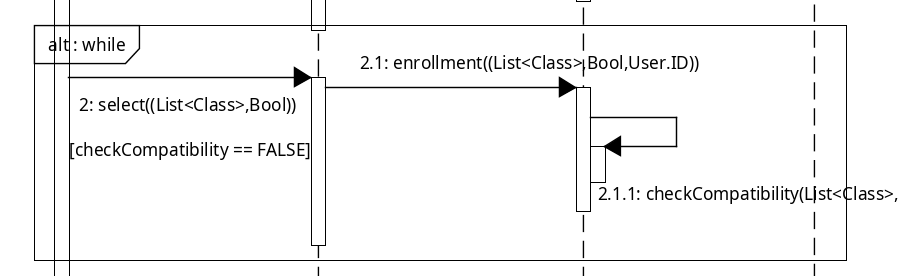 alt : while
2.1: enrollment((List<Class>,Bool,User.ID))
2: select((List<Class>,Bool))
[checkCompatibility == FALSE]
2.1.1: checkCompatibility(List<Class>,